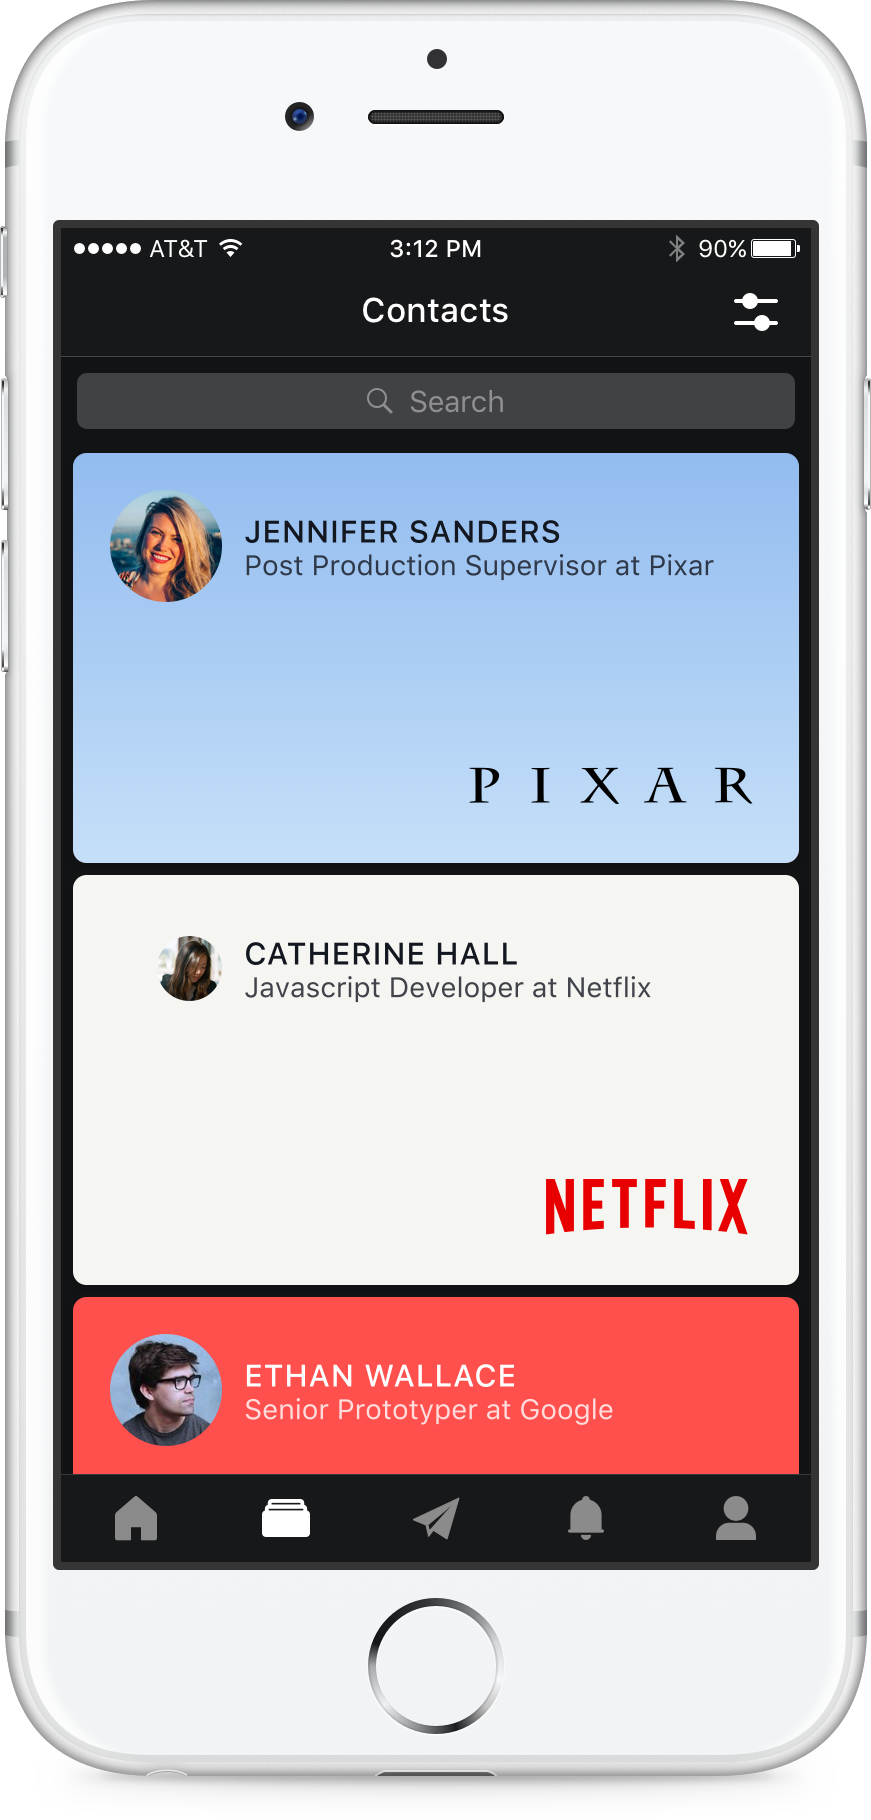 AT&T 3:12 PM 90%
Contacts
Search
JENNIFER SANDERS
Post Production Supervisor at Pixar
PIXAR
CATHERINE HALL
Javascript Developer at Netflix
NETFLIX
ETHAN WALLACE
Senior Prototyper at Google